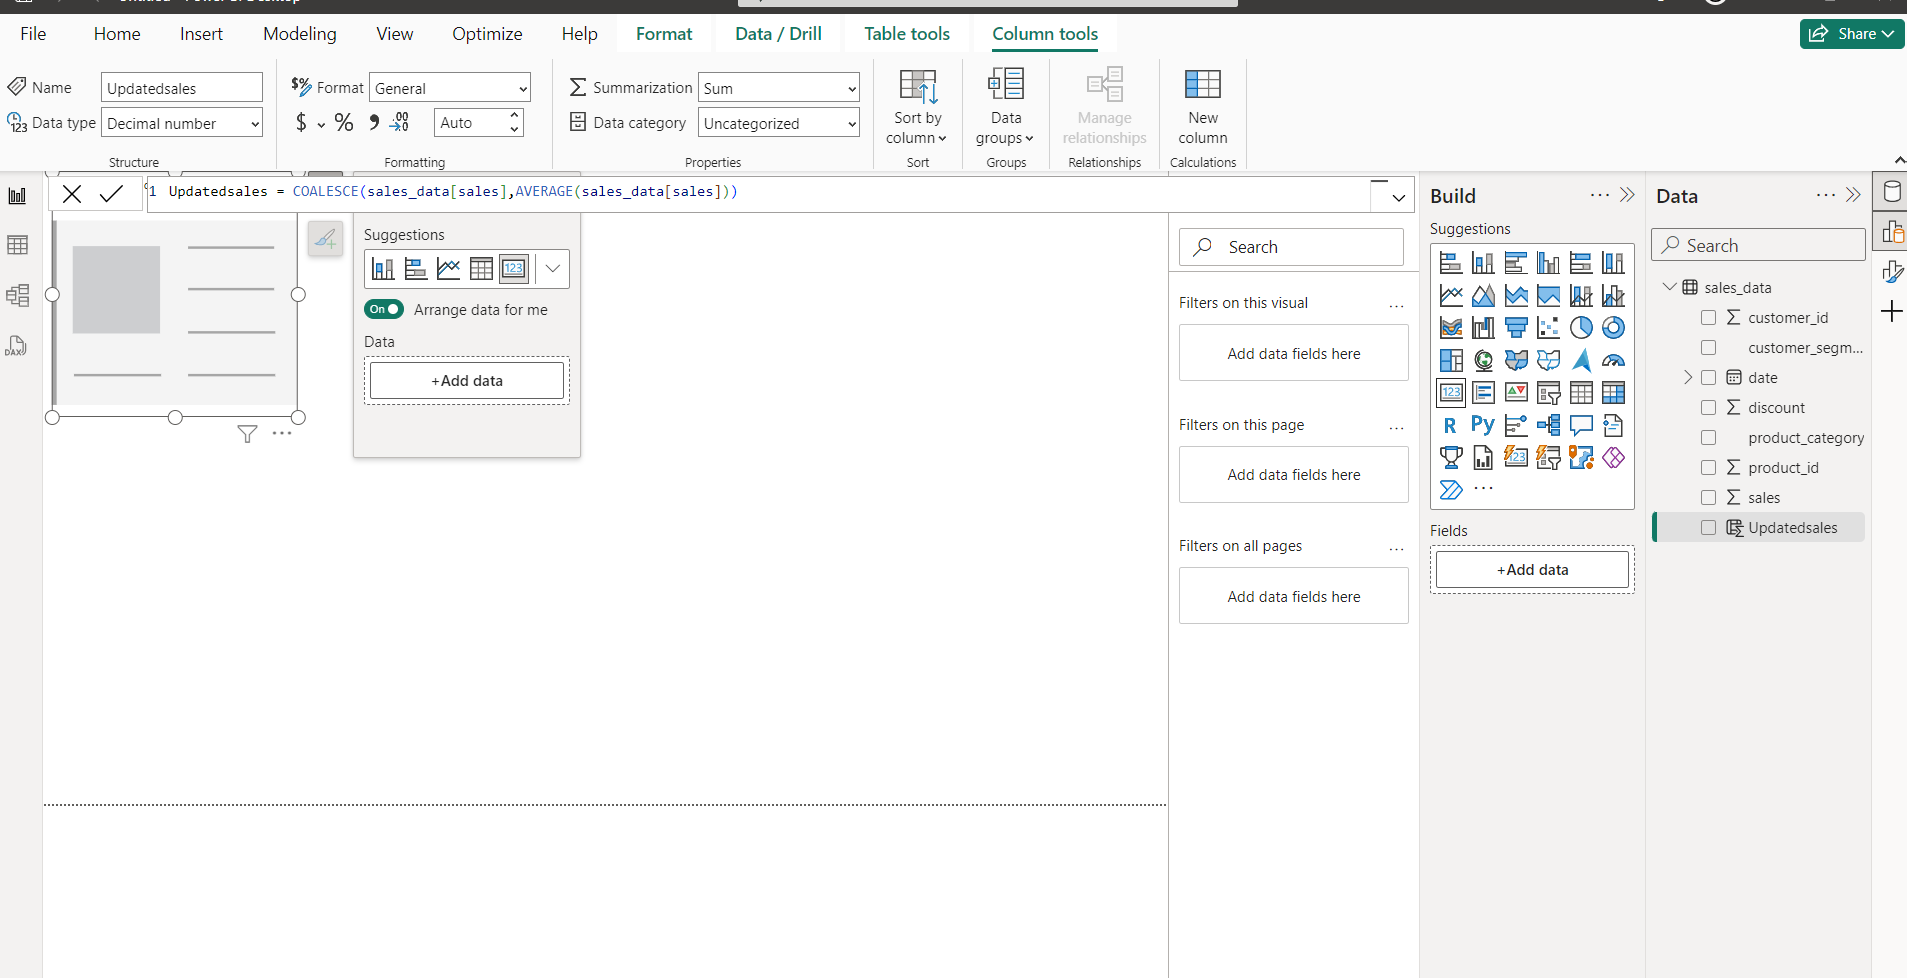 File Home Insert Modeling View Optimize Help Format Data / Drill Table tools Column tools Share
Name Updatedsales
Data type Decimal number
Structure
Format General
$ % Auto
Formatting
Summarization Sum
Data category Uncategorized
Properties
Sort by
column
Sort
Data
groups
Groups
Manage
relationships
Relationships
New
column
Calculations
1 Updatedsales = COALESCE(sales_data[sales],AVERAGE(sales_data[sales]))
Suggestions
123
On Arrange data for me
Data
+Add data
Search
Filters on this visual
Add data fields here
Filters on this page
Add data fields here
Filters on all pages
Add data fields here
Build
Suggestions
123
R Py
123
Fields
+Add data
Data
Search
sales_data
customer_id
customer_segm...
date
discount
product_category
product_id
sales
Updatedsales
DAX